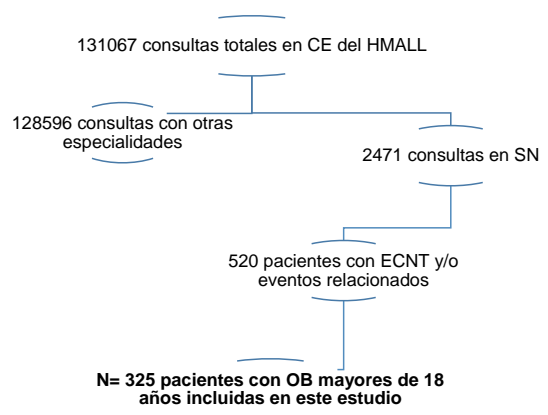 131067 consultas totales en CE del HMALL
128596 consultas con otras
especialidades
2471 consultas en SN
520 pacientes con ECNT y/o
eventos relacionados
N= 325 pacientes con OB mayores de 18
años incluidas en este estudio